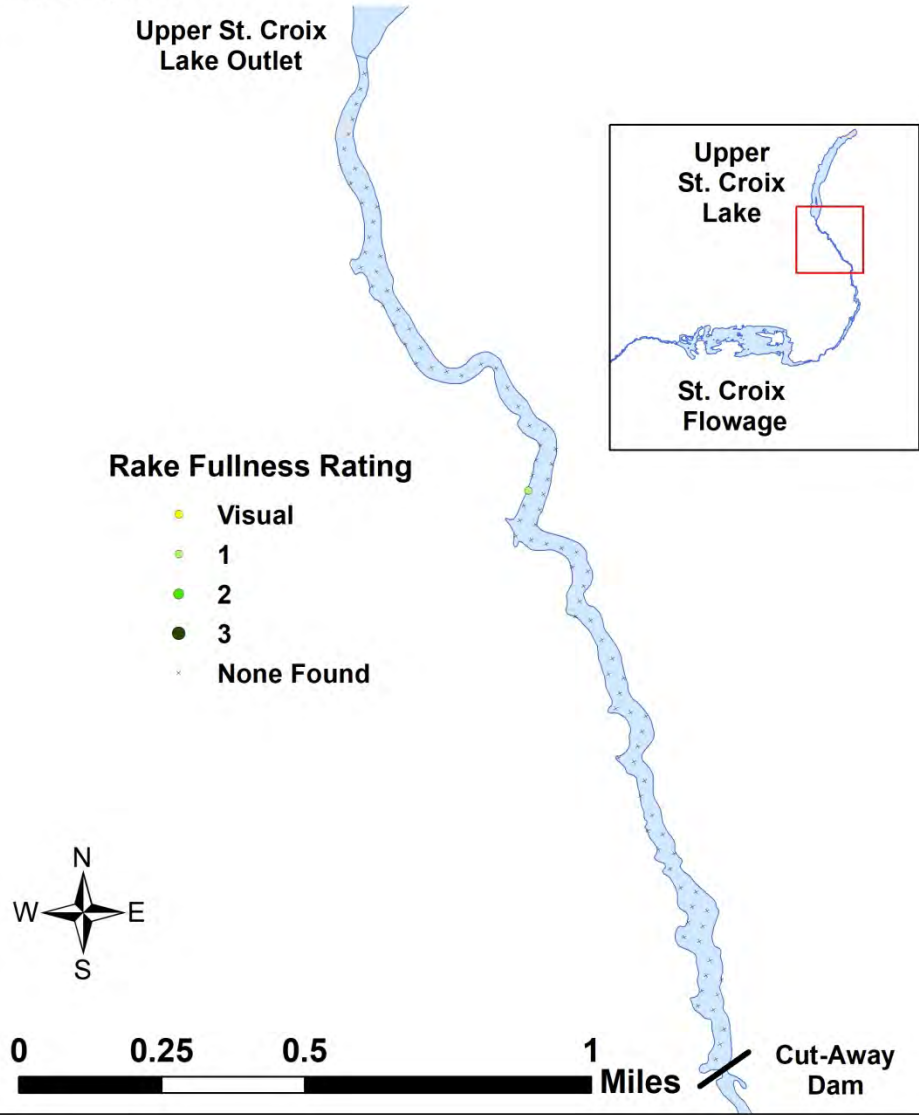 Upper St. Croix
Lake Outlet
Upper
St. Croix
Lake
St. Croix
Flowage
Rake Fullness Rating
Visual
1
2
3
None Found
N
W E
S
0 0.25 0.5 1
Miles
Cut-Away
Dam